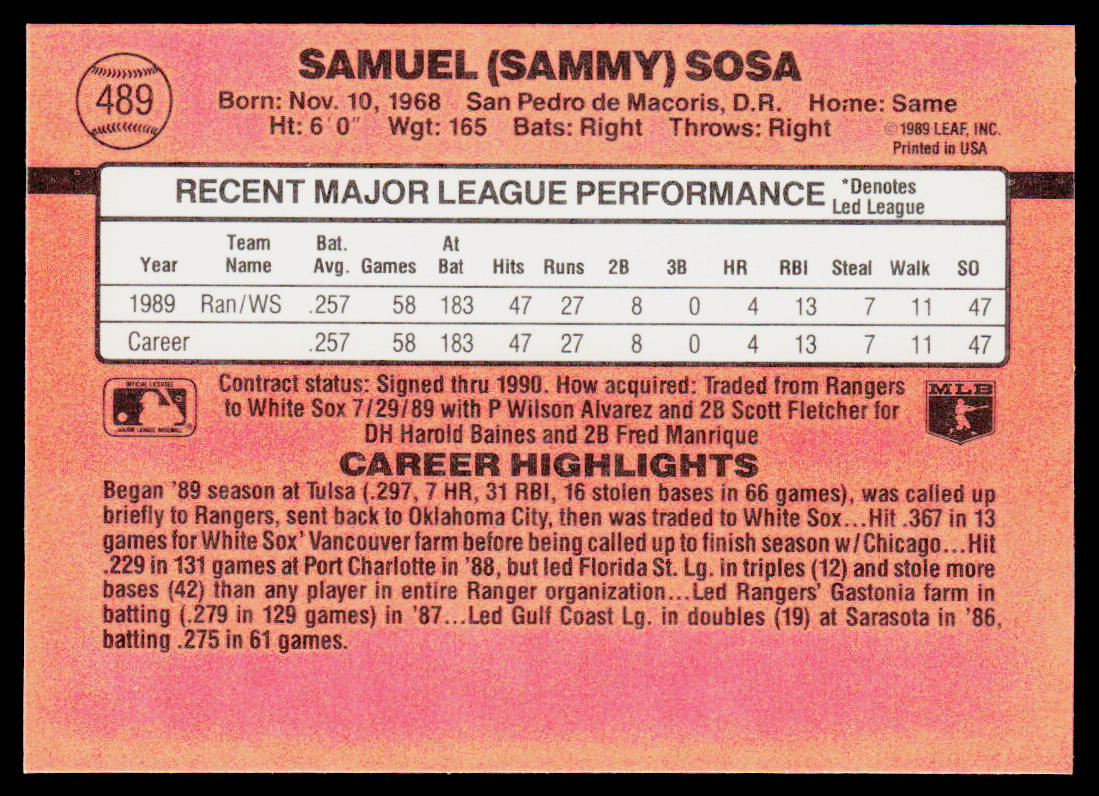 SAMUEL (SAMMY) SOSA
489
Born: Nov. 10, 1968 San Pedro de Macoris, D.R. Home: Same
Ht: 6'0" Wgt: 165 Bats: Right Throws: Right
©1989 LEAF, INC.
Printed in USA
RECENT MAJOR LEAGUE PERFORMANCE
*Denotes
Led League
Team Bat. At
Year Name Avg. Games Bat Hits Runs 2B 3B HR RBI Steal Walk SO
1989 Ran/WS .257 58 183 47 27 8 0 4 13 7 11 47
Career .257 58 183 47 27 8 0 4 13 7 11 47
OFFICIAL LICENSEE
MAJOR LEAGUE BASEBALL
MLB
Contract status: Signed thru 1990. How acquired: Traded from Rangers
to White Sox 7/29/89 with P Wilson Alvarez and 2B Scott Fletcher for
DH Harold Baines and 2B Fred Manrique
CAREER HIGHLIGHTS
Began '89 season at Tulsa (.297, 7 HR, 31 RBI, 16 stolen bases in 66 games), was called up
briefly to Rangers, sent back to Oklahoma City, then was traded to White Sox...Hit .367 in 13
games for White Sox' Vancouver farm before being called up to finish season w/Chicago...Hit
.229 in 131 games at Port Charlotte in '88, but led Florida St. Lg. in triples (12) and stole more
bases (42) than any player in entire Ranger organization...Led Rangers' Gastonia farm in
batting (.279 in 129 games) in '87...Led Gulf Coast Lg. in doubles (19) at Sarasota in '86,
batting .275 in 61 games.